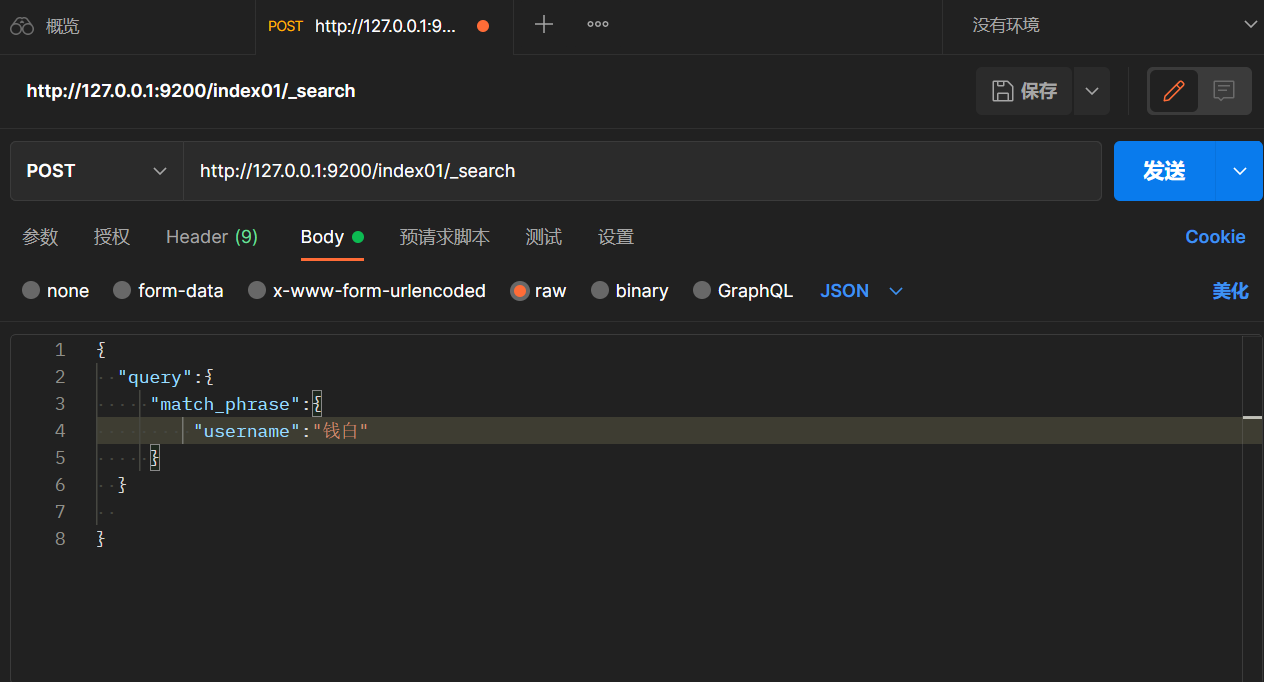 概览
POST http://127.0.0.1:9...
没有环境
http://127.0.0.1:9200/index01/_search
保存
POST
http://127.0.0.1:9200/index01/_search
发送
参数 授权 Header (9) Body 预请求脚本 测试 设置 Cookie
none form-data x-www-form-urlencoded raw binary GraphQL JSON 美化
1 {
2 "query":{
3 "match_phrase":{
4 "username":"钱白"
5 }
6 }
7
8 }